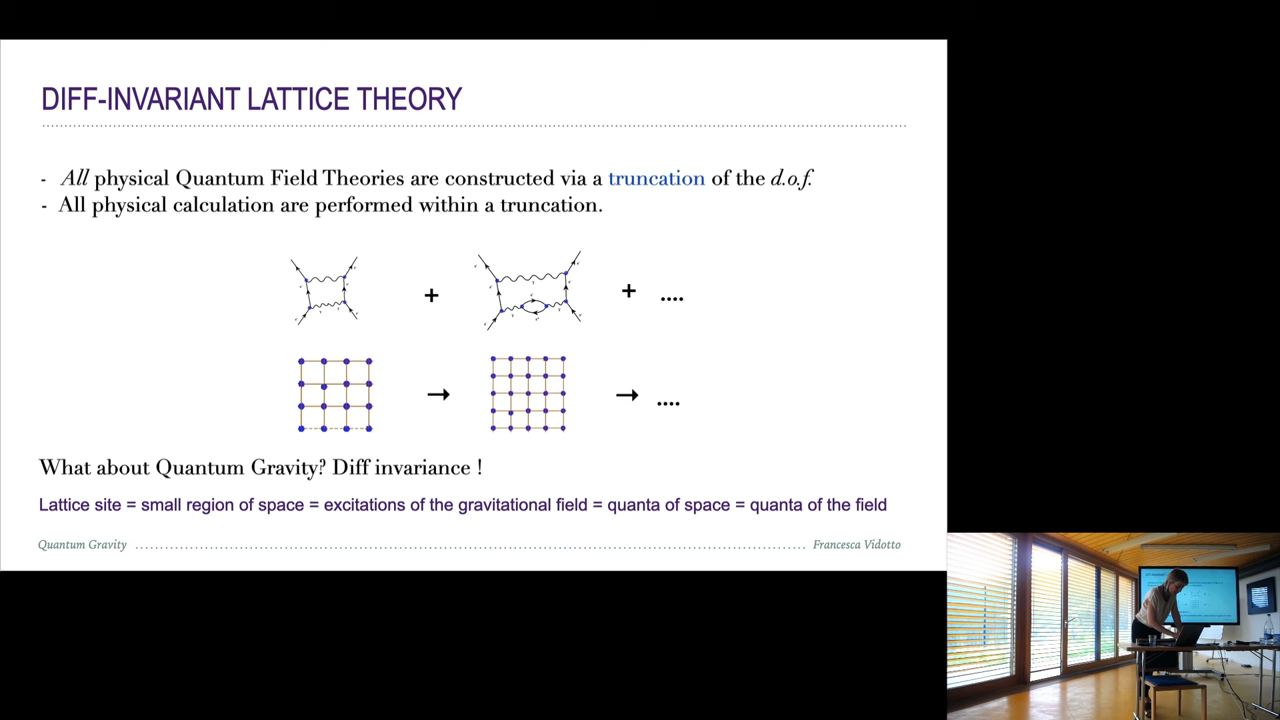 DIFF-INVARIANT LATTICE THEORY
- All physical Quantum Field Theories are constructed via a truncation of the d.o.f.
- All physical calculation are performed within a truncation.
+ + ....
→ → ....
What about Quantum Gravity? Diff invariance !
Lattice site = small region of space = excitations of the gravitational field = quanta of space = quanta of the field
Quantum Gravity Francesca Vidotto